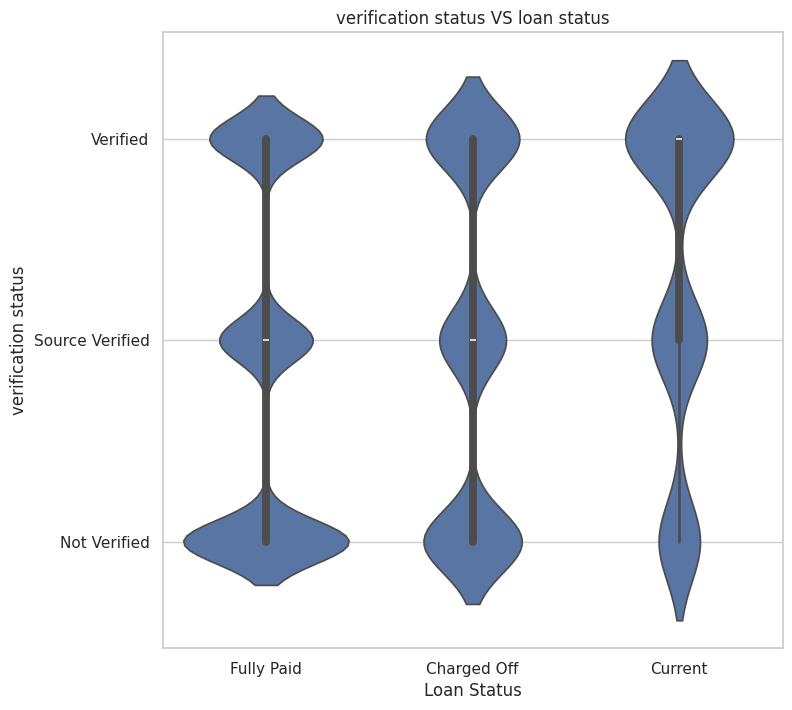 verification status VS loan status
verification status
Verified
Source Verified
Not Verified
Fully Paid
Charged Off
Current
Loan Status